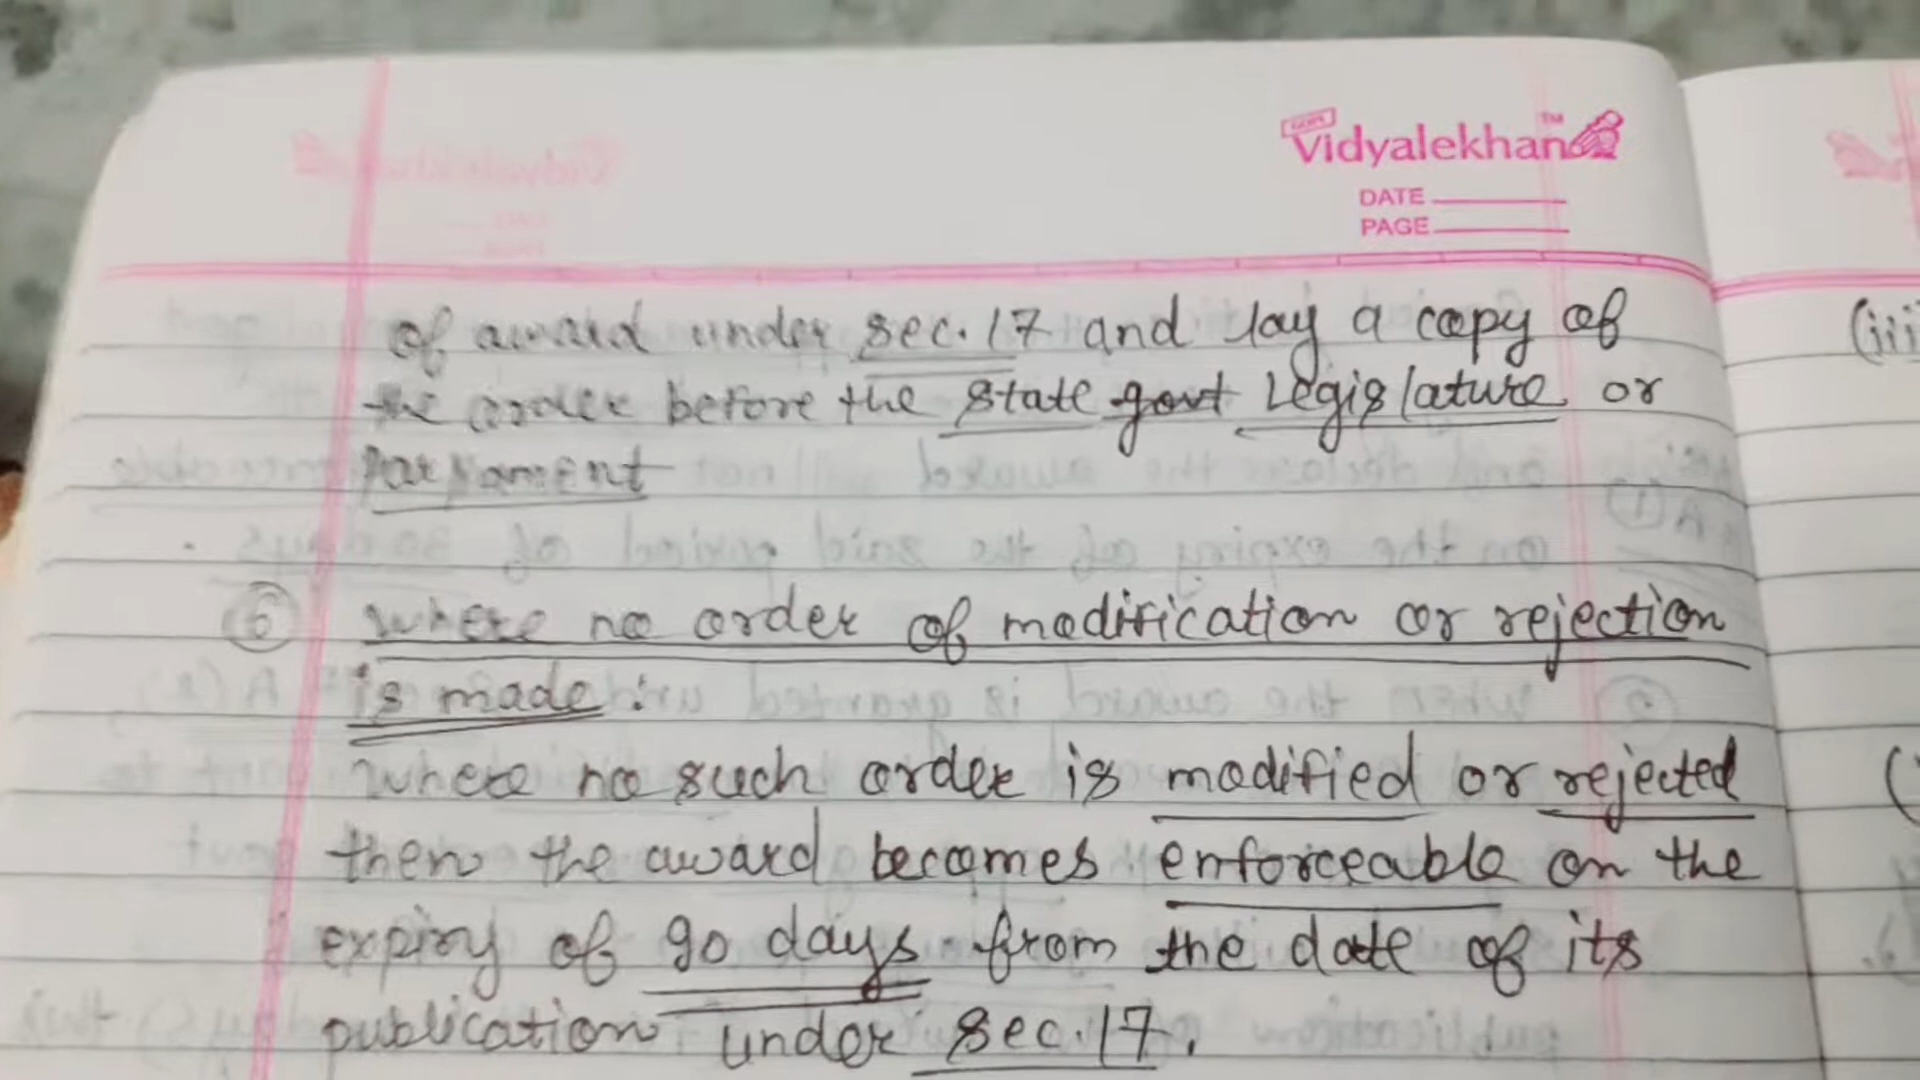 GOPI
Vidyalekhan™
DATE
PAGE
of award under sec. 17 and lay a copy of
the order before the state govt Legislature or
Parliament
⑥ where no order of modification or rejection
is made :
where no such order is modified or rejected
then the award becomes enforceable on the
expiry of 90 days from the date of its
publication under sec. 17.
(iii